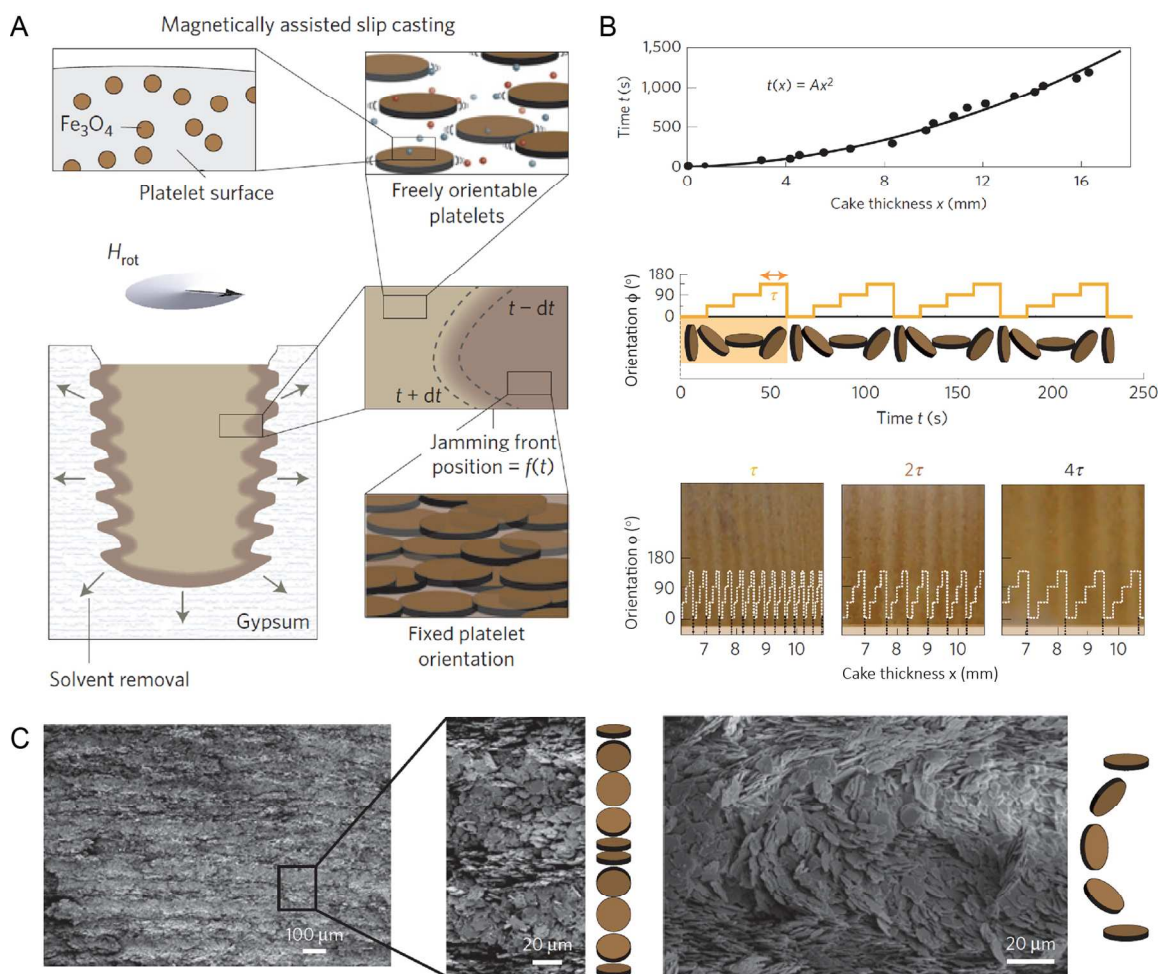 A
Magnetically assisted slip casting
Fe3O4
Platelet surface
Freely orientable
platelets
Hrot
t − dt
t + dt
Jamming front
position = f(t)
Gypsum
Solvent removal
Fixed platelet
orientation
B
Time t (s)
1,500
1,000
500
0
t(x) = Ax²
0 4 8 12 16
Cake thickness x (mm)
Orientation ϕ (°)
180
90
0
τ
0 50 100 150 200 250
Time t (s)
τ 2τ 4τ
Orientation o (°)
180
90
0
7 8 9 10 7 8 9 10 7 8 9 10
Cake thickness x (mm)
C
100 µm
20 µm
20 µm